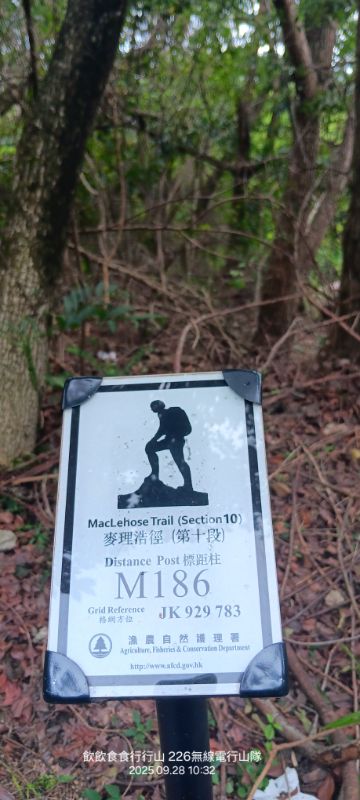 MacLehose Trail (Section10)
麥理浩徑 (第十段)
Distance Post 標距柱
M186
Grid Reference
格網方位
JK 929 783
漁農自然護理署
Agriculture, Fisheries & Conservation Department
http://www.afcd.gov.hk
飲飲食食行行山 226無線電行山隊
2025.09.28 10:32